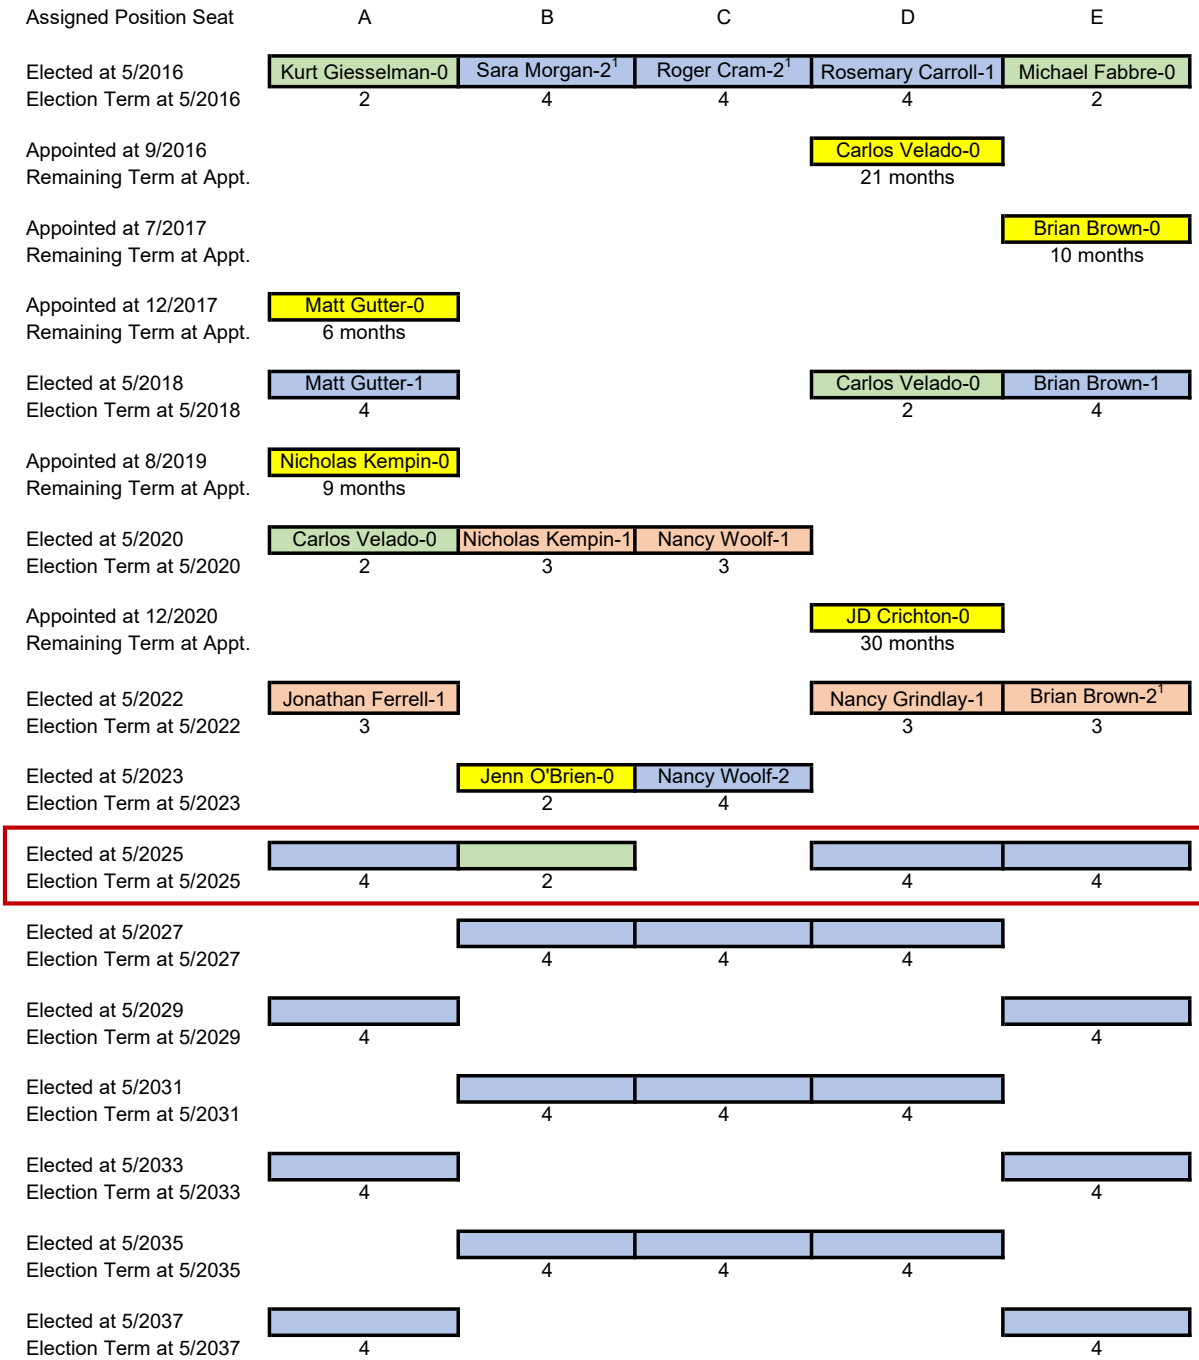 Assigned Position Seat A B C D E
Elected at 5/2016 Kurt Giesselman-0 Sara Morgan-2¹ Roger Cram-2¹ Rosemary Carroll-1 Michael Fabbre-0
Election Term at 5/2016 2 4 4 4 2
Appointed at 9/2016 Carlos Velado-0
Remaining Term at Appt. 21 months
Appointed at 7/2017 Brian Brown-0
Remaining Term at Appt. 10 months
Appointed at 12/2017 Matt Gutter-0
Remaining Term at Appt. 6 months
Elected at 5/2018 Matt Gutter-1 Carlos Velado-0 Brian Brown-1
Election Term at 5/2018 4 2 4
Appointed at 8/2019 Nicholas Kempin-0
Remaining Term at Appt. 9 months
Elected at 5/2020 Carlos Velado-0 Nicholas Kempin-1 Nancy Woolf-1
Election Term at 5/2020 2 3 3
Appointed at 12/2020 JD Crichton-0
Remaining Term at Appt. 30 months
Elected at 5/2022 Jonathan Ferrell-1 Nancy Grindlay-1 Brian Brown-2¹
Election Term at 5/2022 3 3 3
Elected at 5/2023 Jenn O'Brien-0 Nancy Woolf-2
Election Term at 5/2023 2 4
Elected at 5/2025
Election Term at 5/2025 4 2 4 4
Elected at 5/2027
Election Term at 5/2027 4 4 4
Elected at 5/2029
Election Term at 5/2029 4 4
Elected at 5/2031
Election Term at 5/2031 4 4 4
Elected at 5/2033
Election Term at 5/2033 4 4
Elected at 5/2035
Election Term at 5/2035 4 4 4
Elected at 5/2037
Election Term at 5/2037 4 4